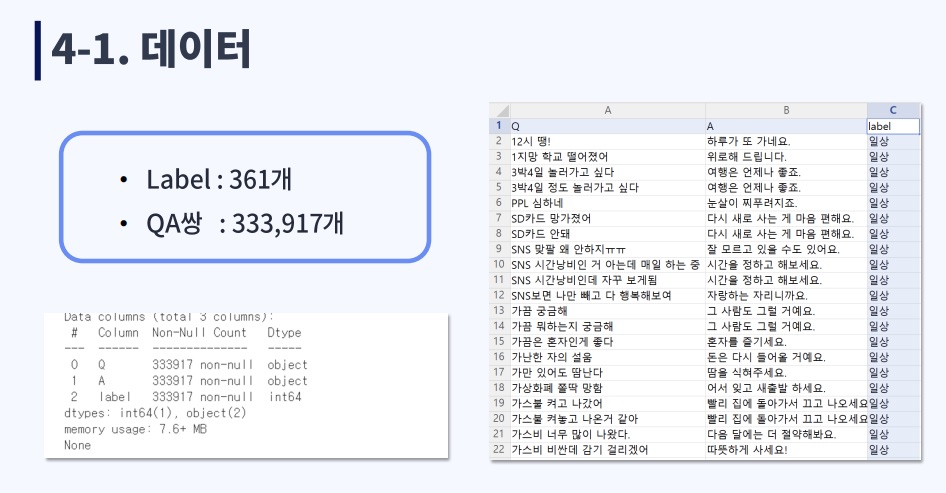 4-1. 데이터
• Label : 361개
• QA쌍 : 333,917개
Data columns (total 3 columns):
# Column Non-Null Count Dtype
--- ------ -------------- -----
0 Q 333917 non-null object
1 A 333917 non-null object
2 label 333917 non-null int64
dtypes: int64(1), object(2)
memory usage: 7.6+ MB
None
A B C
1 Q A label
2 12시 땡! 하루가 또 가네요. 일상
3 1지망 학교 떨어졌어 위로해 드립니다. 일상
4 3박4일 놀러가고 싶다 여행은 언제나 좋죠. 일상
5 3박4일 정도 놀러가고 싶다 여행은 언제나 좋죠. 일상
6 PPL 심하네 눈살이 찌푸려지죠. 일상
7 SD카드 망가졌어 다시 새로 사는 게 마음 편해요. 일상
8 SD카드 안돼 다시 새로 사는 게 마음 편해요. 일상
9 SNS 맞팔 왜 안하지ㅠㅠ 잘 모르고 있을 수도 있어요. 일상
10 SNS 시간낭비인 거 아는데 매일 하는 중 시간을 정하고 해보세요. 일상
11 SNS 시간낭비인데 자꾸 보게됨 시간을 정하고 해보세요. 일상
12 SNS보면 나만 빼고 다 행복해보여 자랑하는 자리니까요. 일상
13 가끔 궁금해 그 사람도 그럴 거예요. 일상
14 가끔 뭐하는지 궁금해 그 사람도 그럴 거예요. 일상
15 가끔은 혼자인게 좋다 혼자를 즐기세요. 일상
16 가난한 자의 설움 돈은 다시 들어올 거예요. 일상
17 가만 있어도 땀난다 땀을 식혀주세요. 일상
18 가상화폐 쫄딱 망함 어서 잊고 새출발 하세요. 일상
19 가스불 켜고 나갔어 빨리 집에 돌아가서 끄고 나오세요 일상
20 가스불 켜놓고 나온거 같아 빨리 집에 돌아가서 끄고 나오세요 일상
21 가스비 너무 많이 나왔다. 다음 달에는 더 절약해봐요. 일상
22 가스비 비싼데 감기 걸리겠어 따뜻하게 사세요! 일상